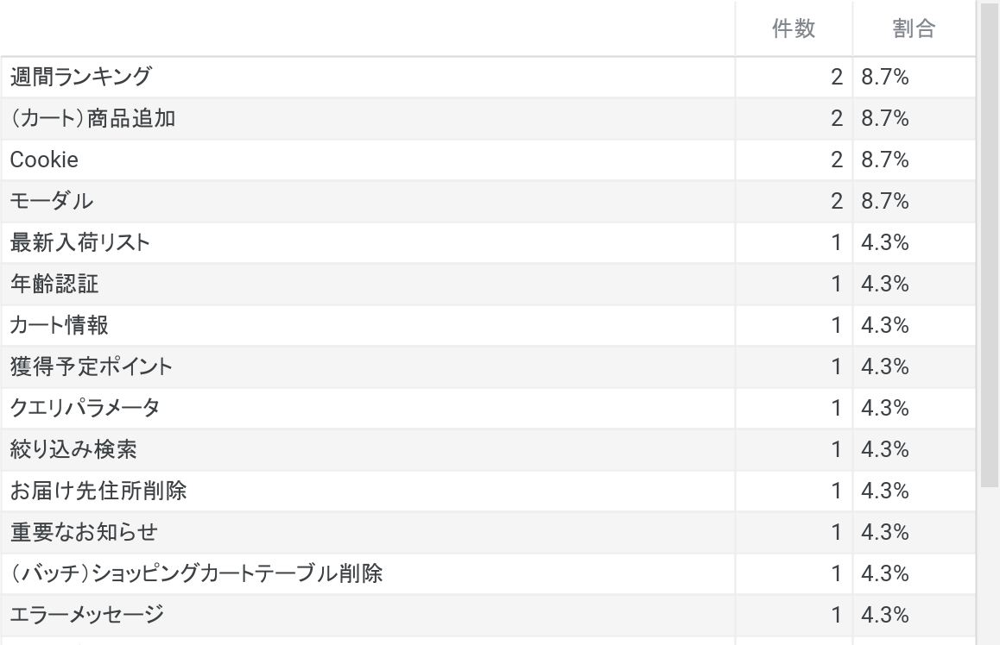 件数 割合
週間ランキング 2 8.7%
（カート）商品追加 2 8.7%
Cookie 2 8.7%
モーダル 2 8.7%
最新入荷リスト 1 4.3%
年齢認証 1 4.3%
カート情報 1 4.3%
獲得予定ポイント 1 4.3%
クエリパラメータ 1 4.3%
絞り込み検索 1 4.3%
お届け先住所削除 1 4.3%
重要なお知らせ 1 4.3%
（バッチ）ショッピングカートテーブル削除 1 4.3%
エラーメッセージ 1 4.3%